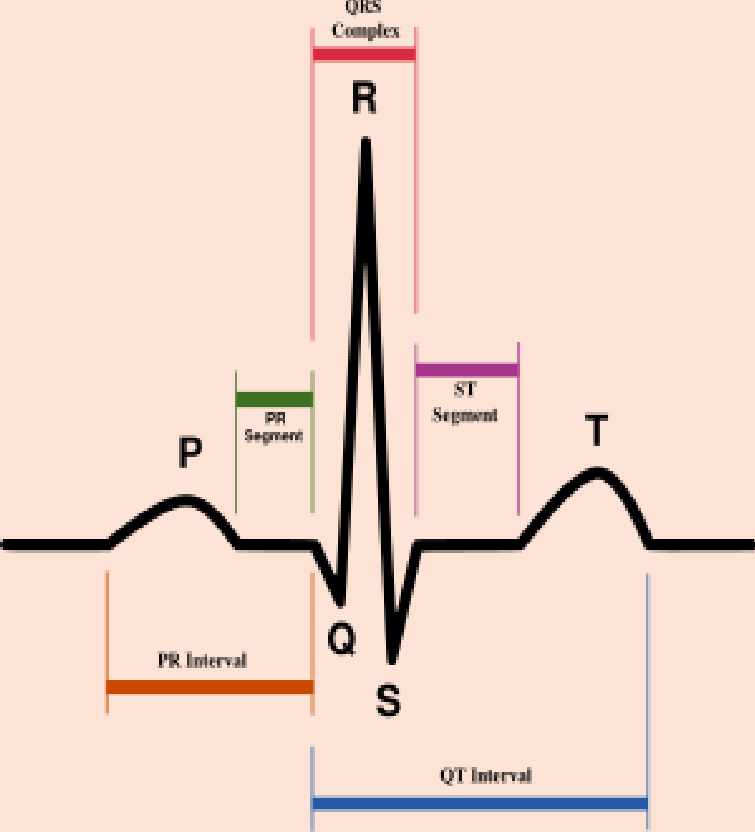 QRS
Complex
R
ST
Segment
PR
Segment
T
P
Q
PR Interval
S
QT Interval